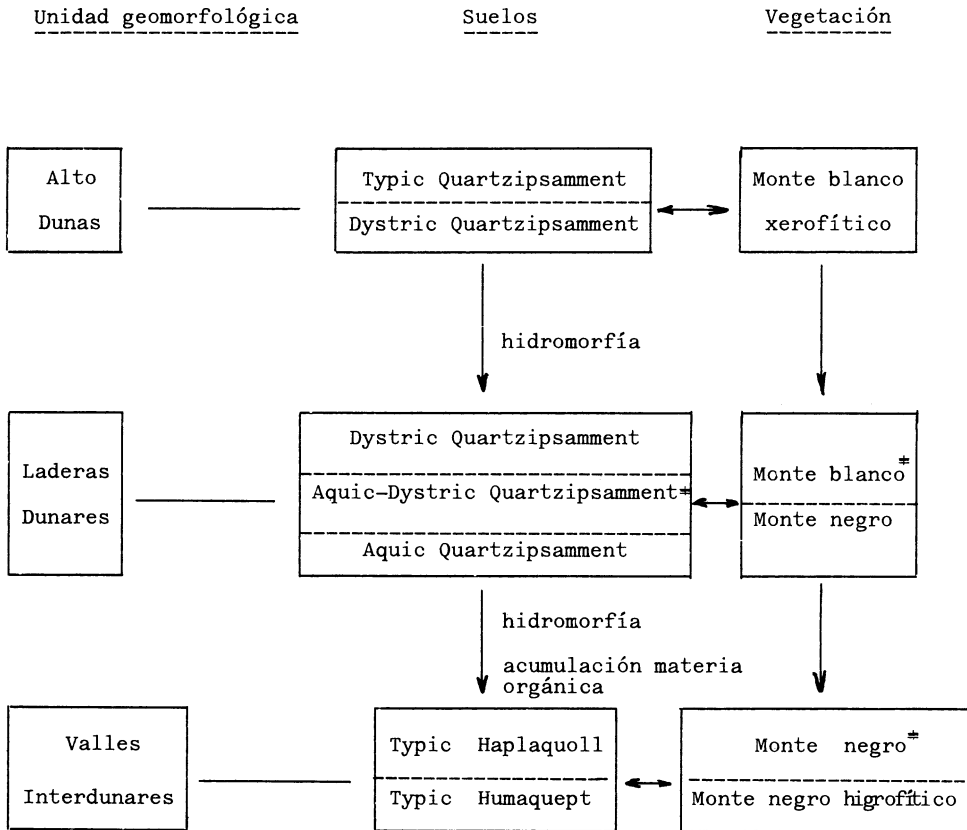 Unidad geomorfológica Suelos Vegetación
Alto
Dunas
Typic Quartzipsamment
Dystric Quartzipsamment
Monte blanco
xerofítico
hidromorfía
Laderas
Dunares
Dystric Quartzipsamment
Aquic-Dystric Quartzipsamment*
Aquic Quartzipsamment
Monte blanco*
Monte negro
hidromorfía
acumulación materia
orgánica
Valles
Interdunares
Typic Haplaquoll
Typic Humaquept
Monte negro*
Monte negro higrofítico